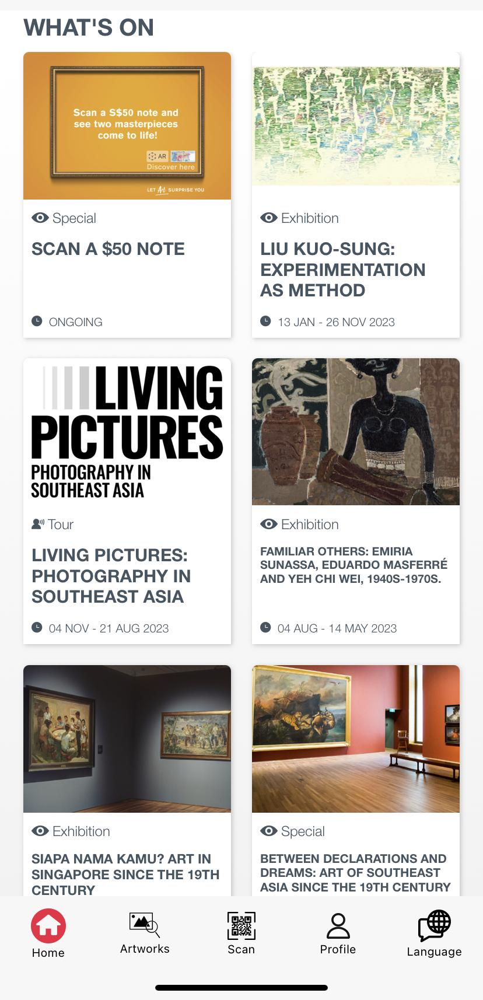 WHAT'S ON
Scan a S$50 note and
see two masterpieces
come to life!
AR
Discover here
LET Art SURPRISE YOU
Special
SCAN A $50 NOTE
ONGOING
Exhibition
LIU KUO-SUNG:
EXPERIMENTATION
AS METHOD
13 JAN - 26 NOV 2023
LIVING
PICTURES
PHOTOGRAPHY IN
SOUTHEAST ASIA
Tour
LIVING PICTURES:
PHOTOGRAPHY IN
SOUTHEAST ASIA
04 NOV - 21 AUG 2023
Exhibition
FAMILIAR OTHERS: EMIRIA
SUNASSA, EDUARDO MASFERRÉ
AND YEH CHI WEI, 1940S-1970S.
04 AUG - 14 MAY 2023
Exhibition
SIAPA NAMA KAMU? ART IN
SINGAPORE SINCE THE 19TH
CENTURY
Special
BETWEEN DECLARATIONS AND
DREAMS: ART OF SOUTHEAST
ASIA SINCE THE 19TH CENTURY
Home
Artworks
Scan
Profile
Language